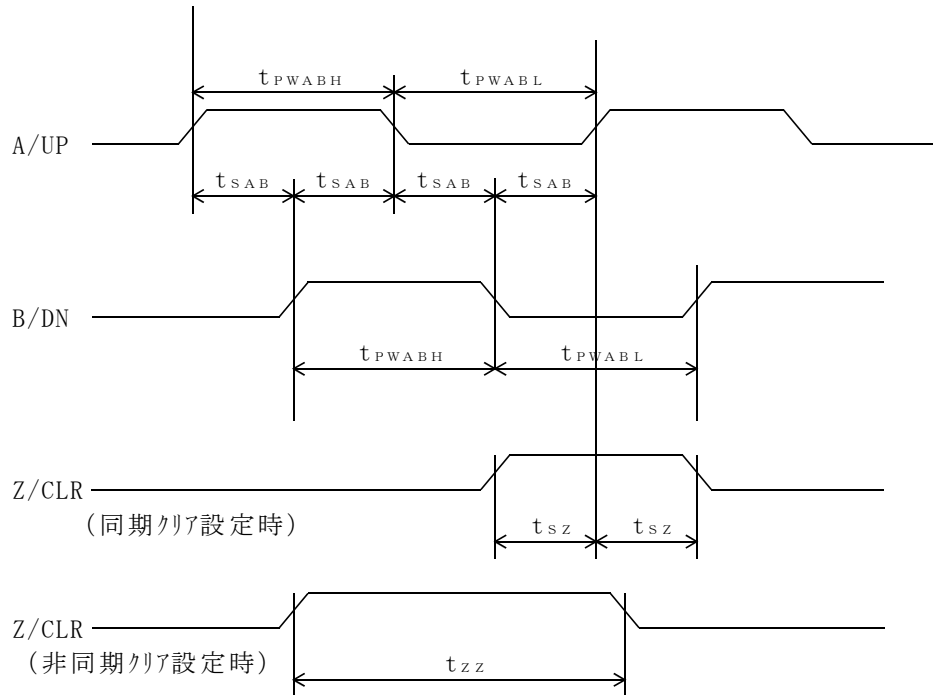 tPWABH tPWABL
A/UP
tSAB tSAB tSAB tSAB
B/DN
tPWABH tPWABL
Z/CLR
(同期ｸﾘｱ設定時)
tSZ tSZ
Z/CLR
(非同期ｸﾘｱ設定時)
tZZ